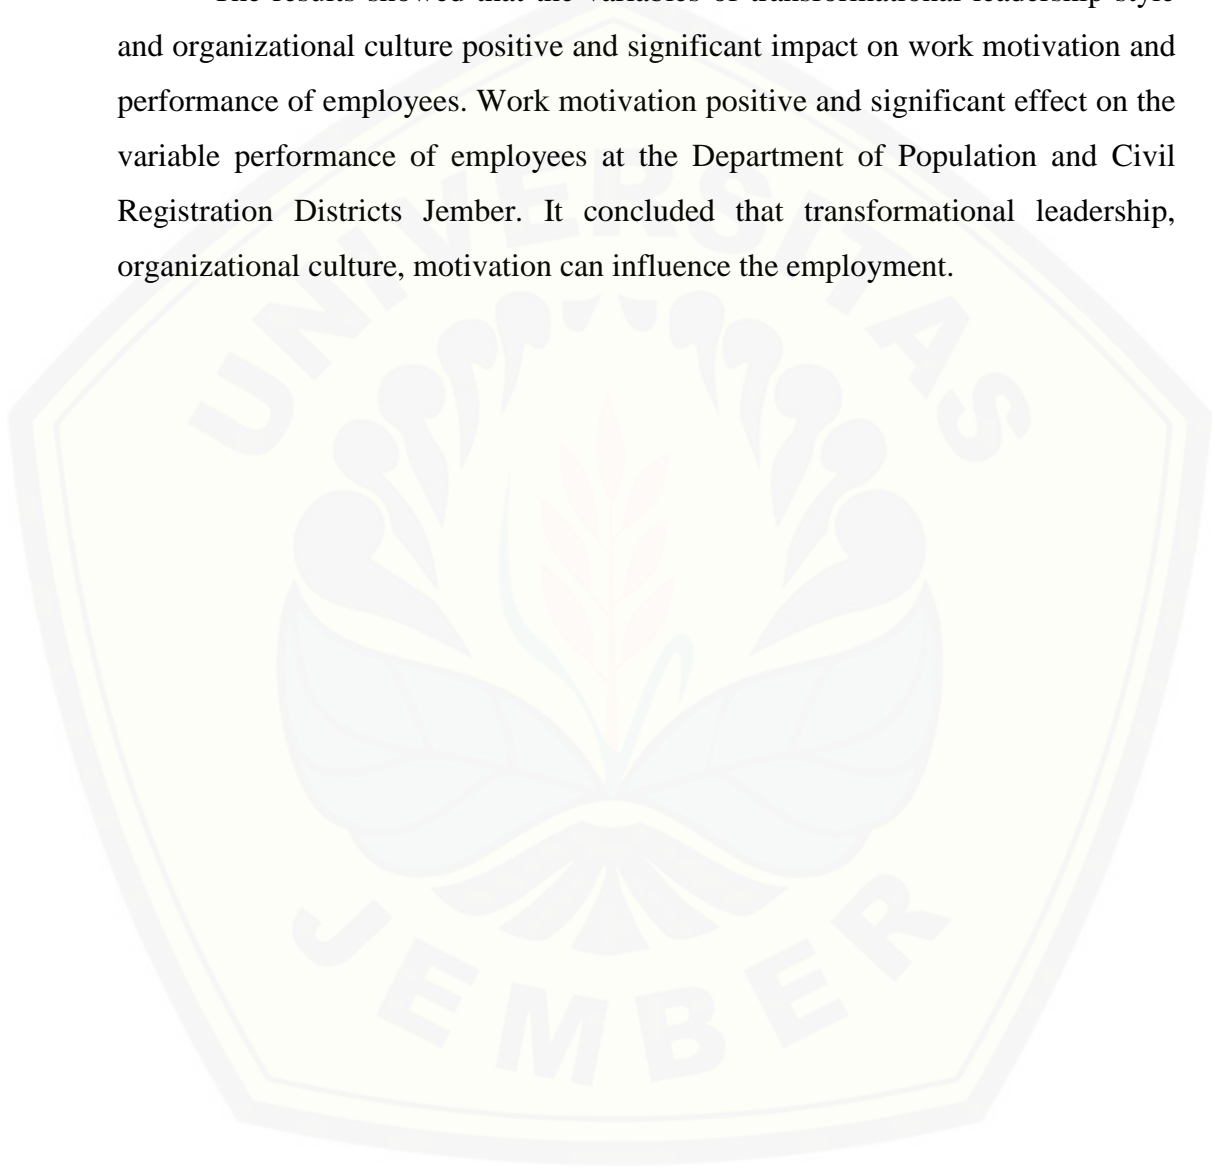 The results showed that the variables of transformational leadership style
and organizational culture positive and significant impact on work motivation and
performance of employees. Work motivation positive and significant effect on the
variable performance of employees at the Department of Population and Civil
Registration Districts Jember. It concluded that transformational leadership,
organizational culture, motivation can influence the employment.
UNIVERSITAS
JEMBER